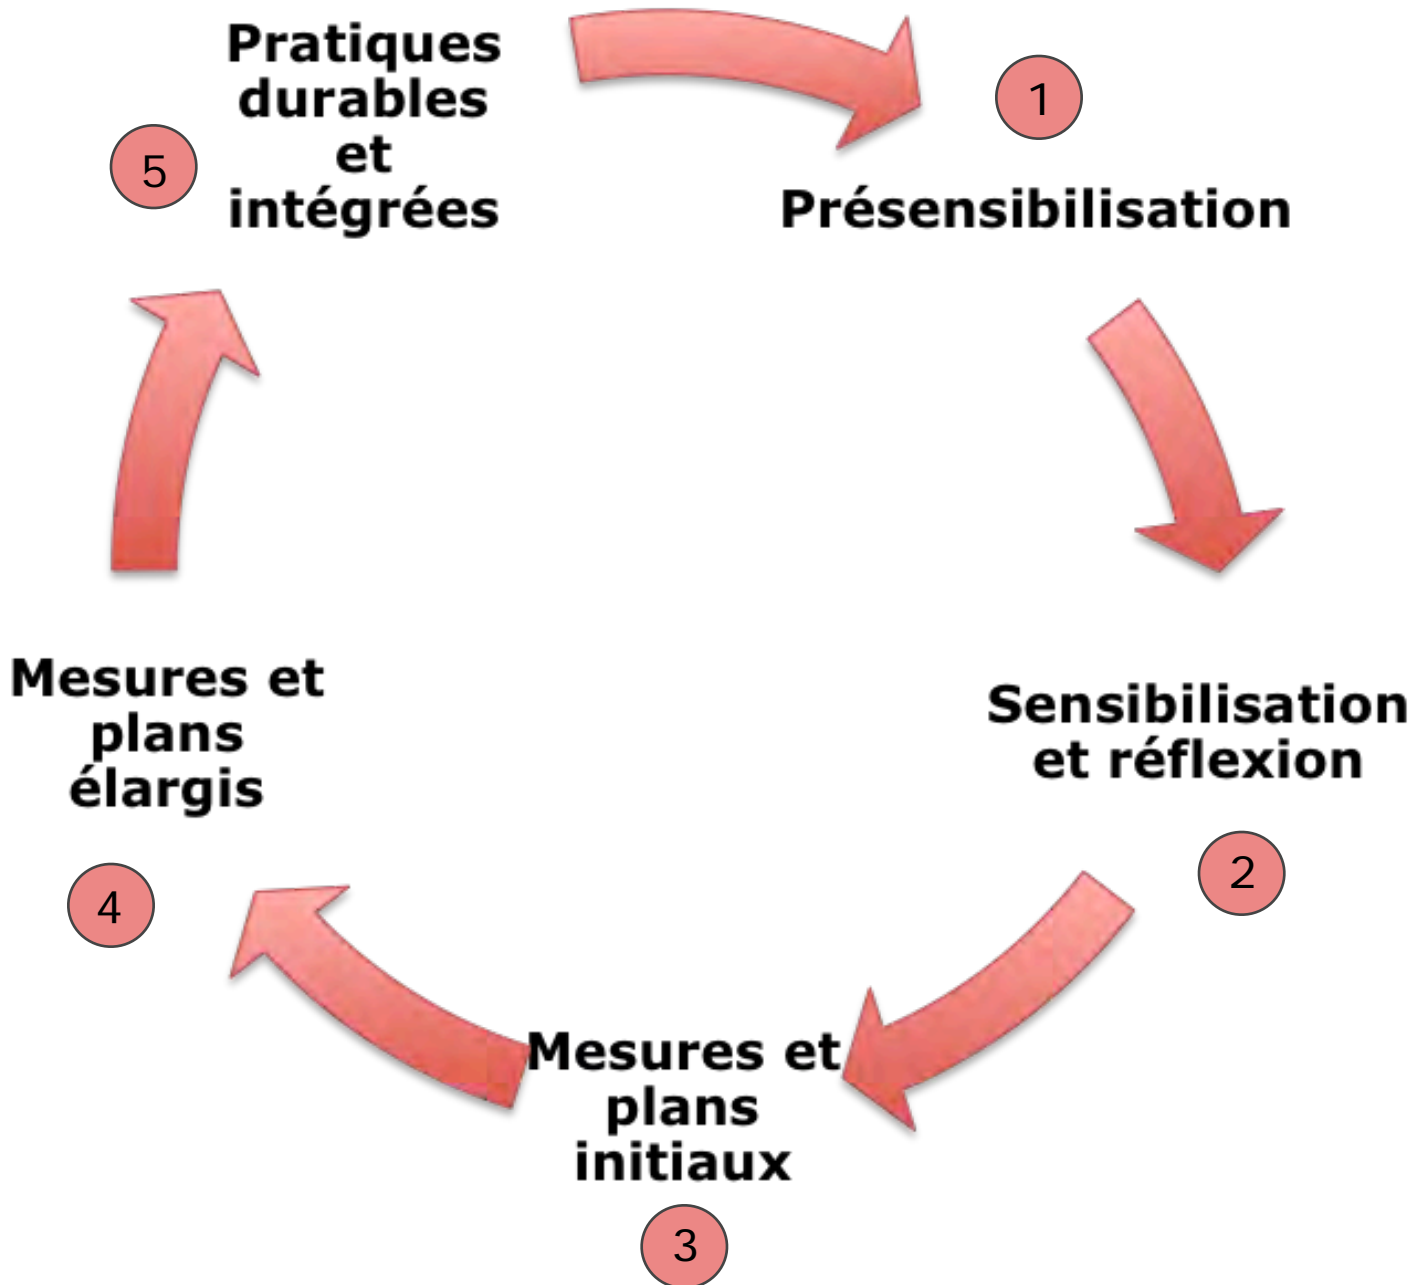 1
Présensibilisation
Sensibilisation
et réflexion
2
Mesures et
plans
initiaux
3
Mesures et
plans
élargis
4
Pratiques
durables
et
intégrées
5